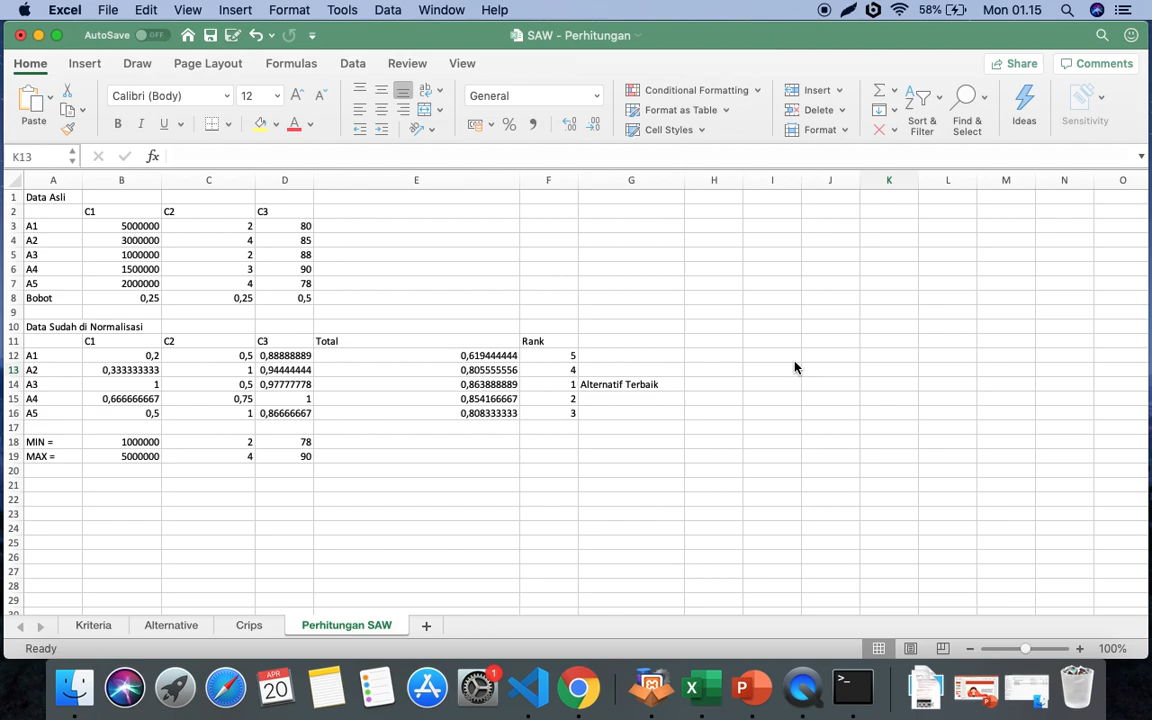 Excel File Edit View Insert Format Tools Data Window Help 58% Mon 01.15
AutoSave OFF SAW - Perhitungan
Home Insert Draw Page Layout Formulas Data Review View Share Comments
Calibri (Body) 12 General Conditional Formatting Insert
Format as Table Delete
Paste B I U Cell Styles Format Sort & Filter Find & Select Ideas Sensitivity
K13 fx
A B C D E F G H I J K L M N O
1 Data Asli
2 C1 C2 C3
3 A1 5000000 2 80
4 A2 3000000 4 85
5 A3 1000000 2 88
6 A4 1500000 3 90
7 A5 2000000 4 78
8 Bobot 0,25 0,25 0,5
9
10 Data Sudah di Normalisasi
11 C1 C2 C3 Total Rank
12 A1 0,2 0,5 0,88888889 0,619444444 5
13 A2 0,333333333 1 0,94444444 0,805555556 4
14 A3 1 0,5 0,97777778 0,863888889 1 Alternatif Terbaik
15 A4 0,666666667 0,75 1 0,854166667 2
16 A5 0,5 1 0,86666667 0,808333333 3
17
18 MIN = 1000000 2 78
19 MAX = 5000000 4 90
20
21
22
23
24
25
26
27
28
29
Kriteria Alternative Crips Perhitungan SAW +
Ready 100%
APR 20 1